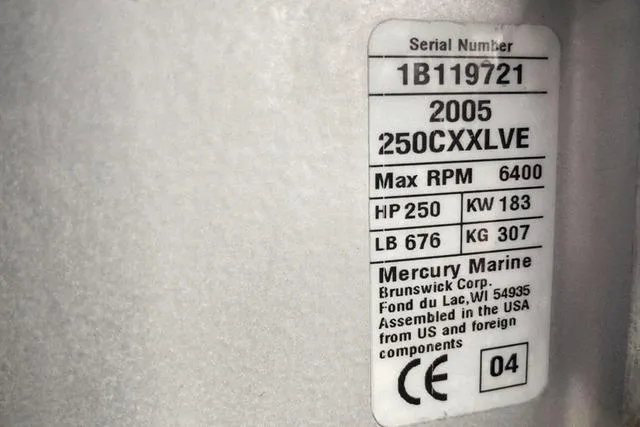 Serial Number
1B119721
2005
250CXXLVE
Max RPM 6400
HP 250 KW 183
LB 676 KG 307
Mercury Marine
Brunswick Corp.
Fond du Lac,WI 54935
Assembled in the USA
from US and foreign
components
CE 04